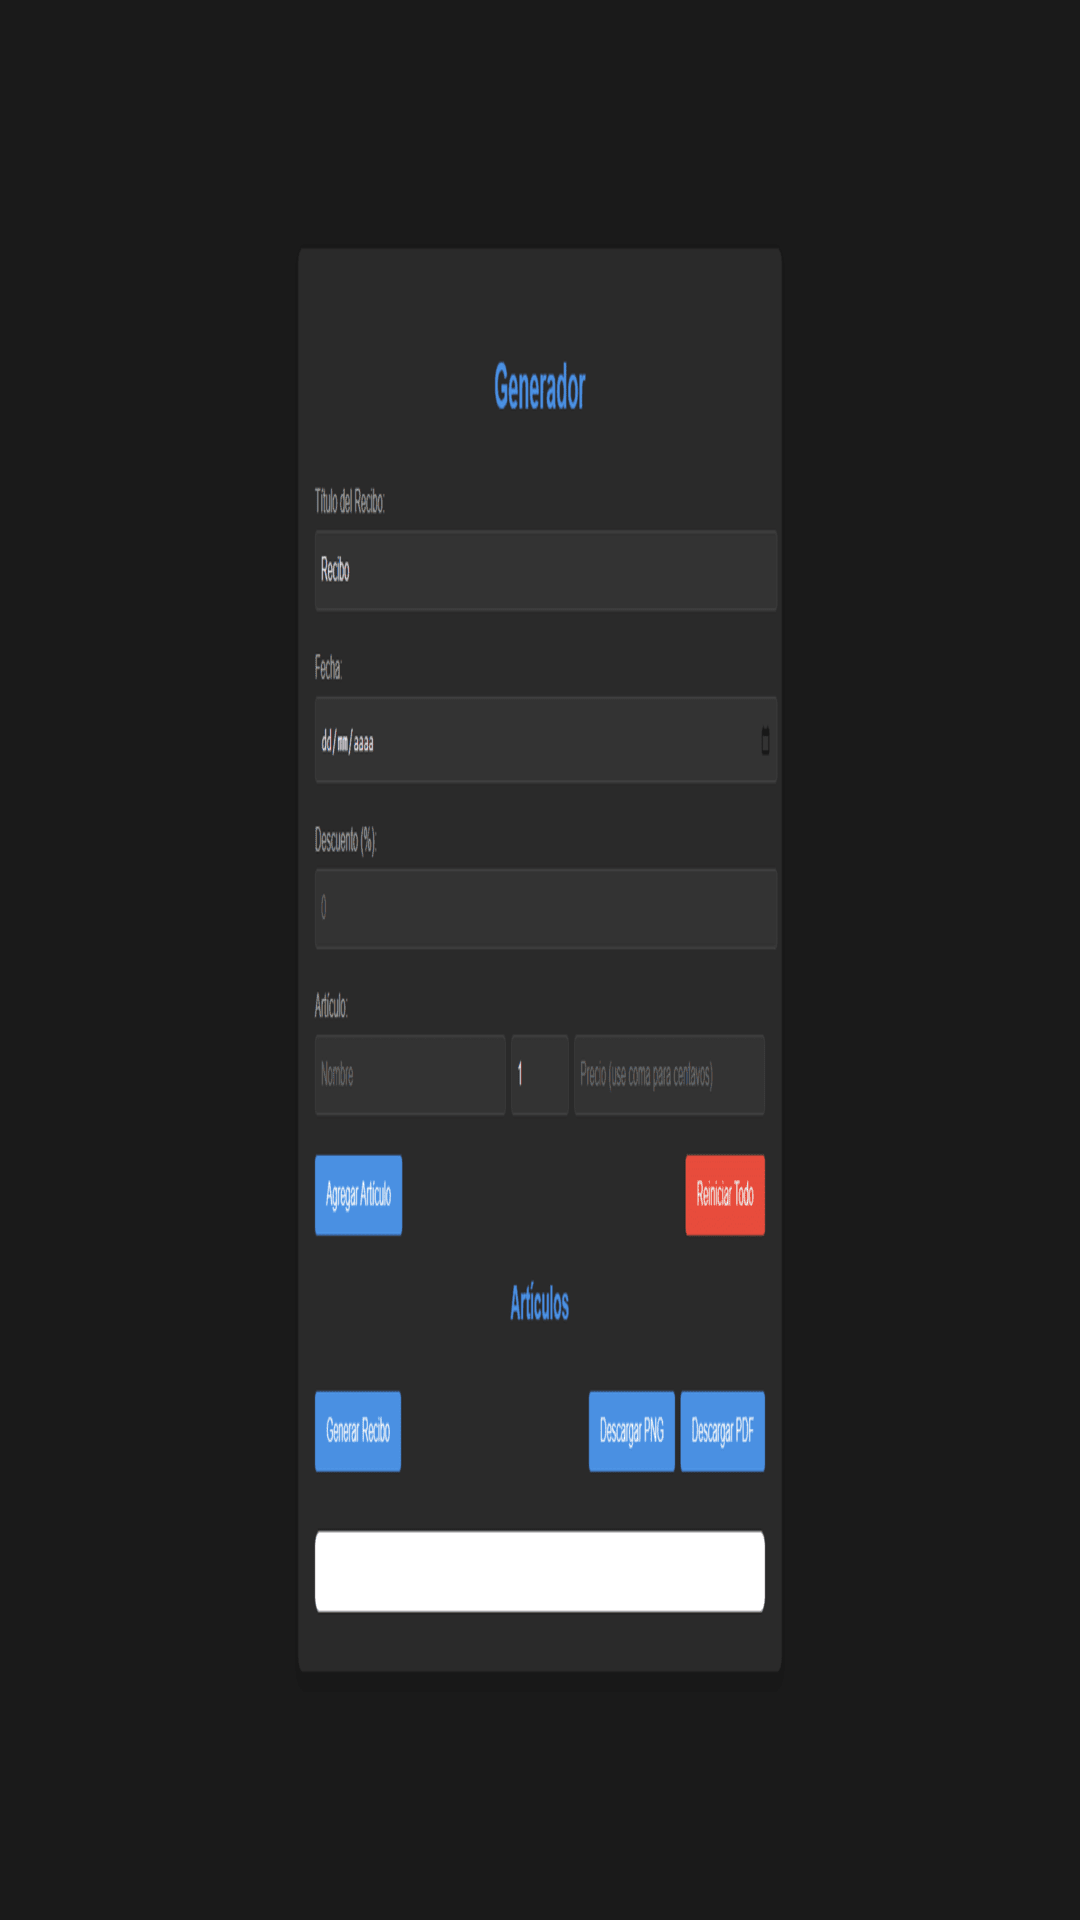 Generador
Título del Recibo:
Recibo
Fecha:
dd/mm/aaaa
Descuento (%):
0
Artículo:
Nombre 1 Precio (use coma para centavos)
Agregar Artículo Reiniciar Todo
Artículos
Generar Recibo Descargar PNG Descargar PDF